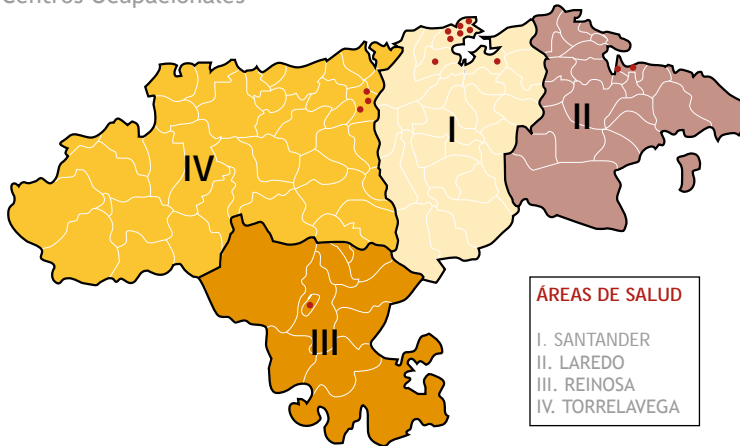 Centros Ocupacionales
I
II
IV
III
ÁREAS DE SALUD
I. SANTANDER
II. LAREDO
III. REINOSA
IV. TORRELAVEGA